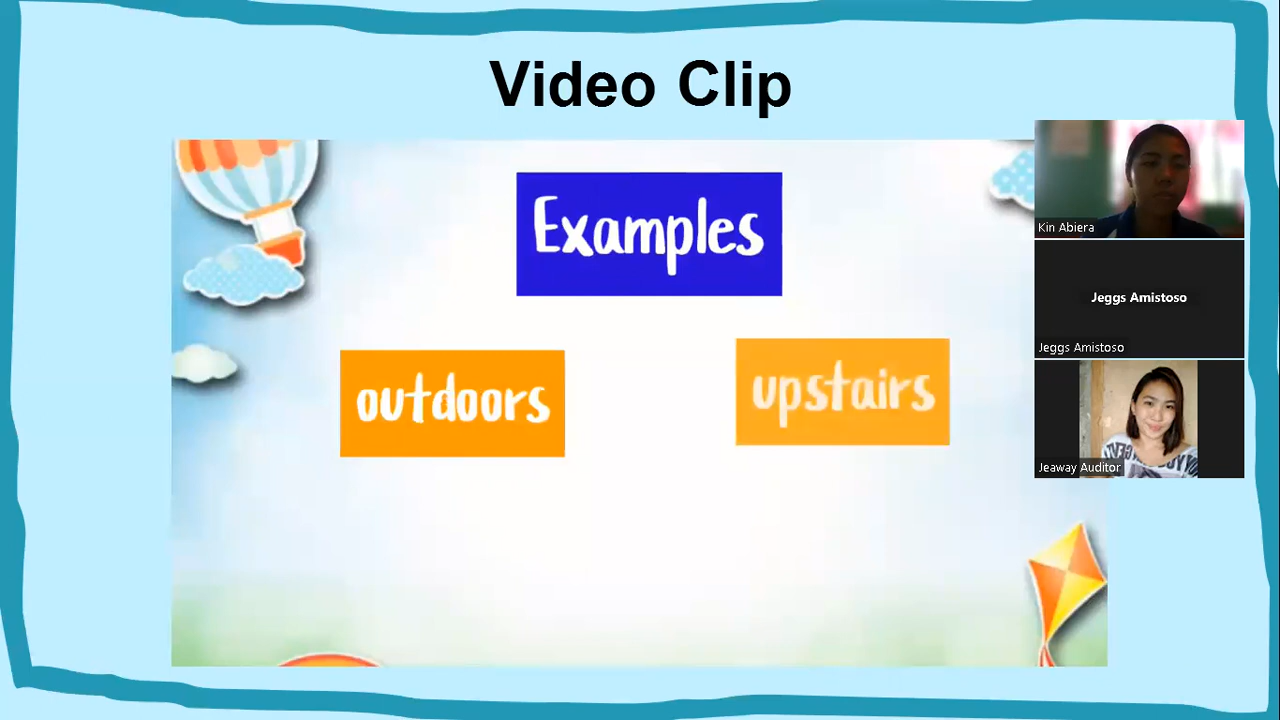 Video Clip
Examples
outdoors
upstairs
Kin Abiera
Jeggs Amistoso
Jeggs Amistoso
Jeaway Auditor